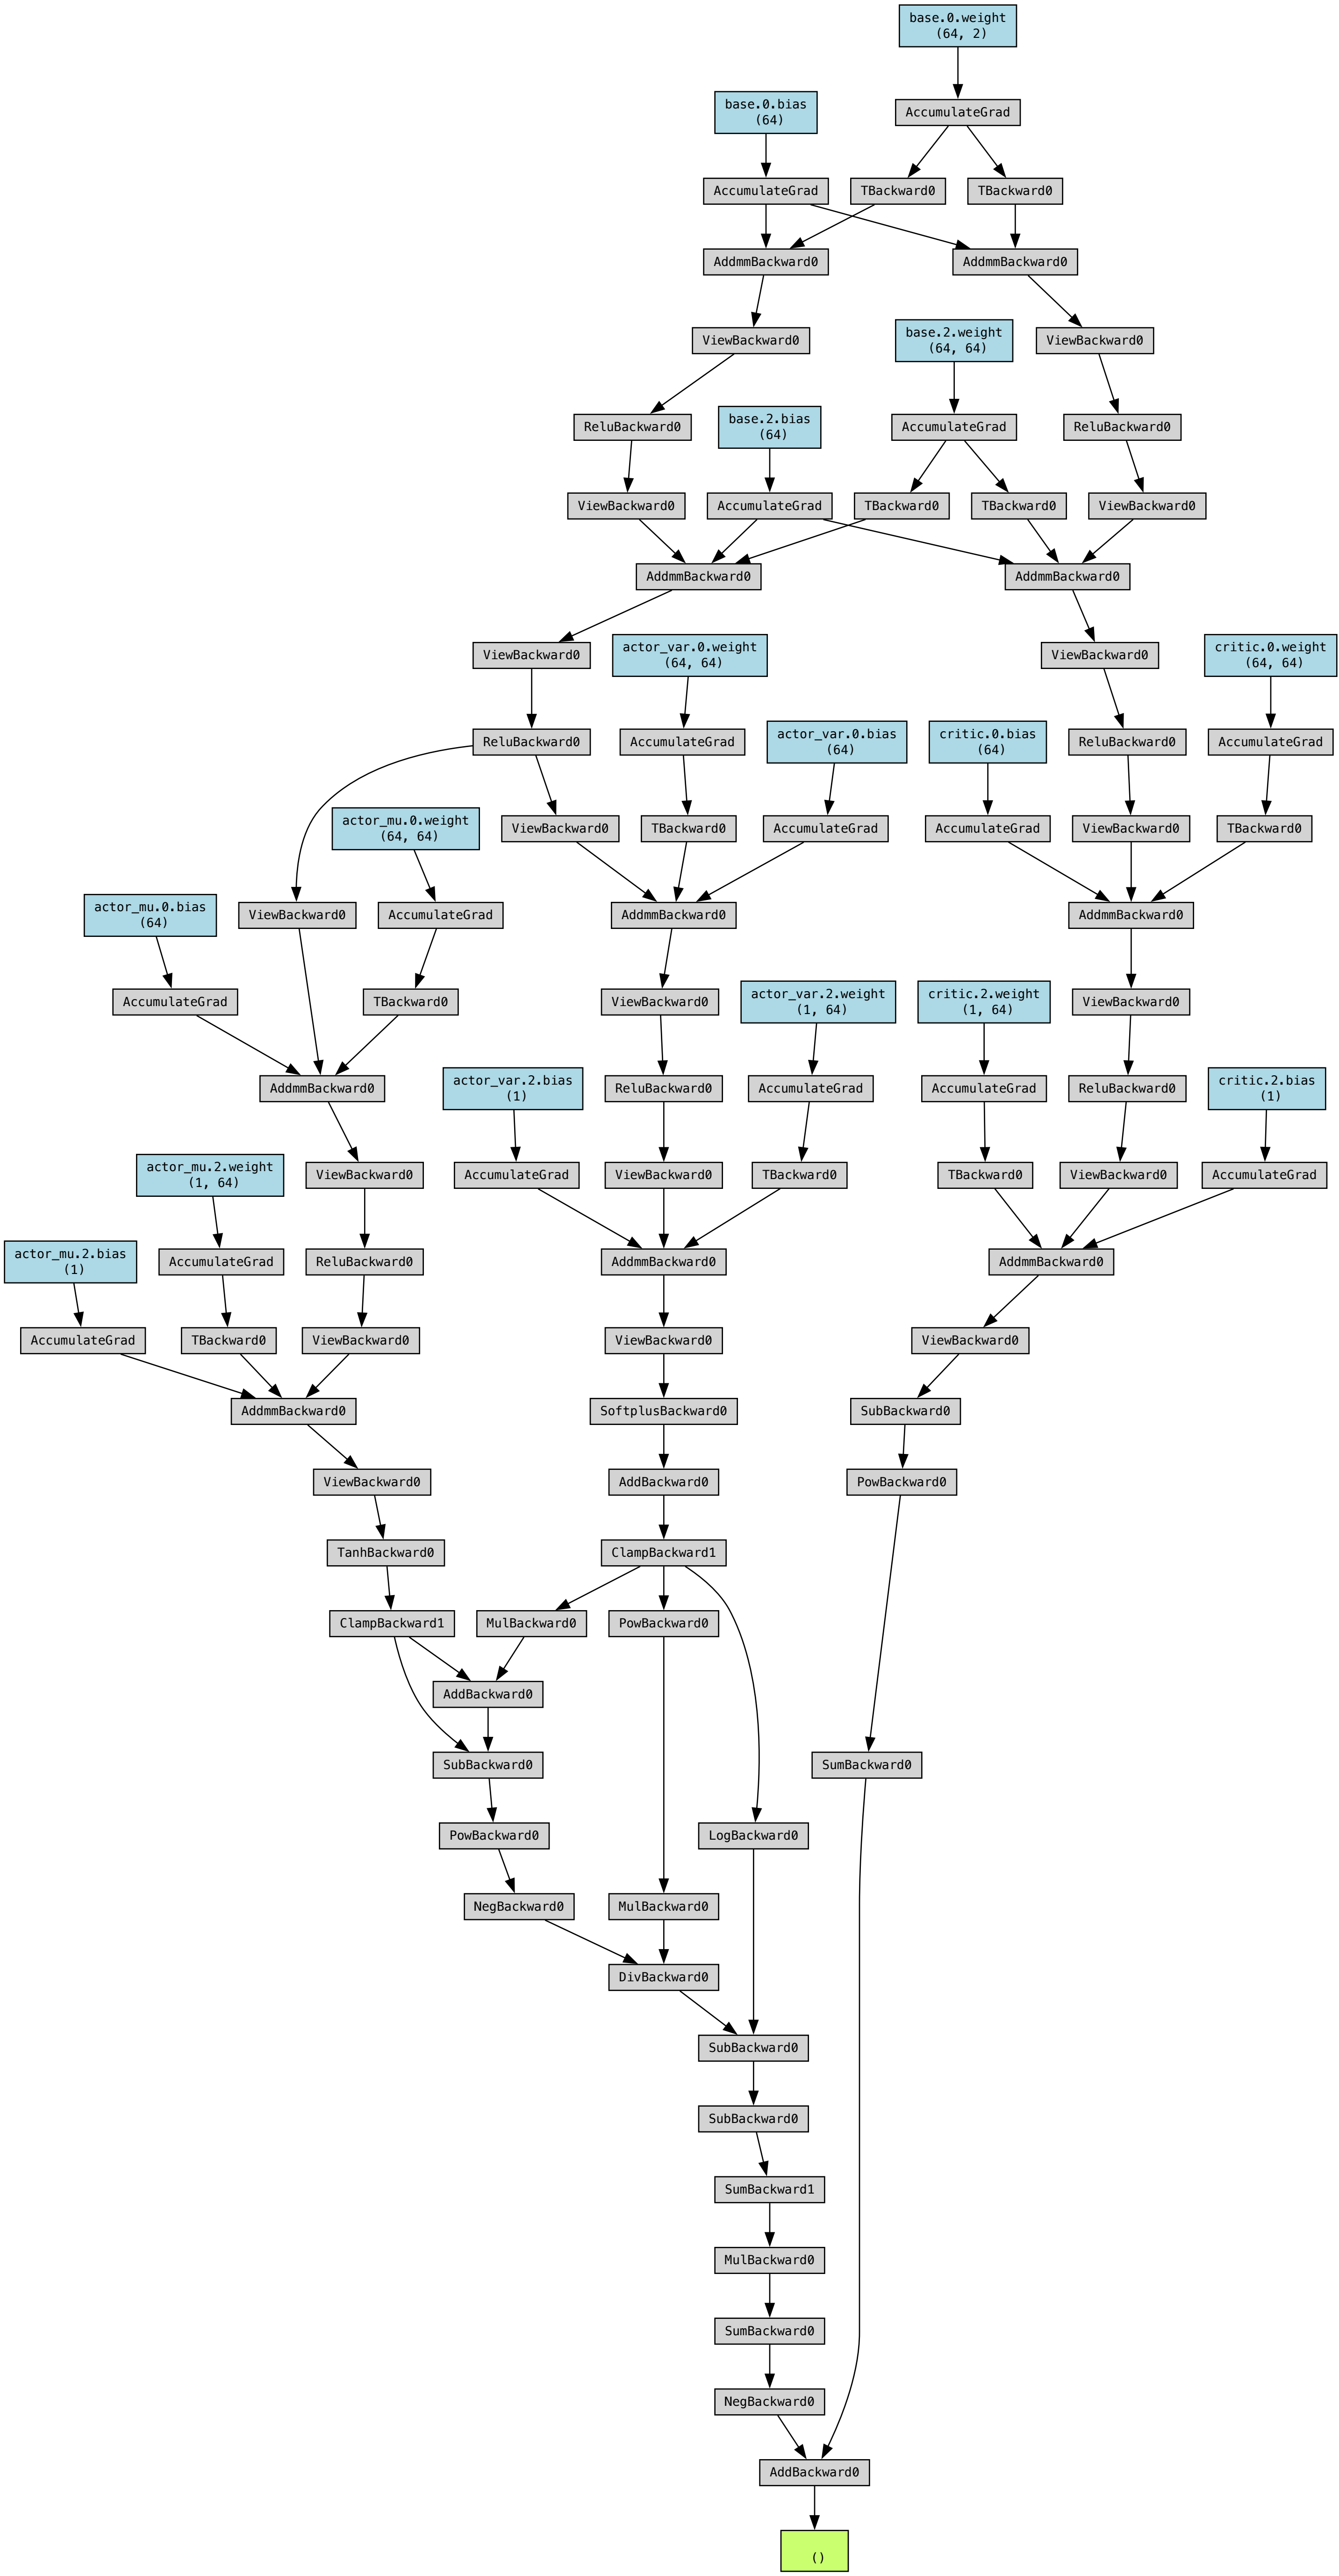 base.0.weight
(64, 2)
base.0.bias
(64)
AccumulateGrad
AccumulateGrad
TBackward0
TBackward0
AddmmBackward0
AddmmBackward0
ViewBackward0
base.2.weight
(64, 64)
ViewBackward0
ReluBackward0
base.2.bias
(64)
AccumulateGrad
ReluBackward0
ViewBackward0
AccumulateGrad
TBackward0
TBackward0
ViewBackward0
AddmmBackward0
AddmmBackward0
ViewBackward0
actor_var.0.weight
(64, 64)
ViewBackward0
critic.0.weight
(64, 64)
ReluBackward0
AccumulateGrad
actor_var.0.bias
(64)
critic.0.bias
(64)
ReluBackward0
AccumulateGrad
actor_mu.0.weight
(64, 64)
ViewBackward0
TBackward0
AccumulateGrad
AccumulateGrad
ViewBackward0
TBackward0
actor_mu.0.bias
(64)
ViewBackward0
AccumulateGrad
AddmmBackward0
AddmmBackward0
AccumulateGrad
TBackward0
ViewBackward0
actor_var.2.weight
(1, 64)
critic.2.weight
(1, 64)
ViewBackward0
AddmmBackward0
actor_var.2.bias
(1)
ReluBackward0
AccumulateGrad
AccumulateGrad
ReluBackward0
critic.2.bias
(1)
actor_mu.2.weight
(1, 64)
ViewBackward0
AccumulateGrad
ViewBackward0
TBackward0
TBackward0
ViewBackward0
AccumulateGrad
actor_mu.2.bias
(1)
AccumulateGrad
ReluBackward0
AddmmBackward0
AddmmBackward0
AccumulateGrad
TBackward0
ViewBackward0
ViewBackward0
ViewBackward0
AddmmBackward0
SoftplusBackward0
SubBackward0
ViewBackward0
AddBackward0
PowBackward0
TanhBackward0
ClampBackward1
ClampBackward1
MulBackward0
PowBackward0
AddBackward0
SubBackward0
SumBackward0
PowBackward0
LogBackward0
NegBackward0
MulBackward0
DivBackward0
SubBackward0
SubBackward0
SumBackward1
MulBackward0
SumBackward0
NegBackward0
AddBackward0
()